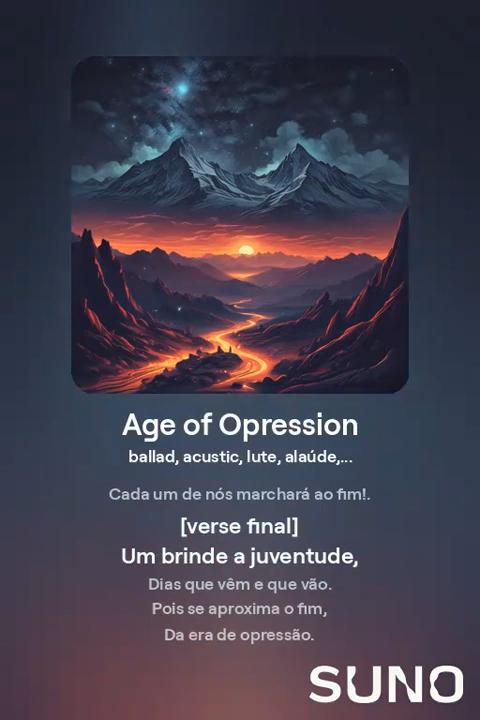 Age of Opression
ballad, acustic, lute, alaúde,...
Cada um de nós marchará ao fim!.
[verse final]
Um brinde a juventude,
Dias que vêm e que vão.
Pois se aproxima o fim,
Da era de opressão.
SUNO